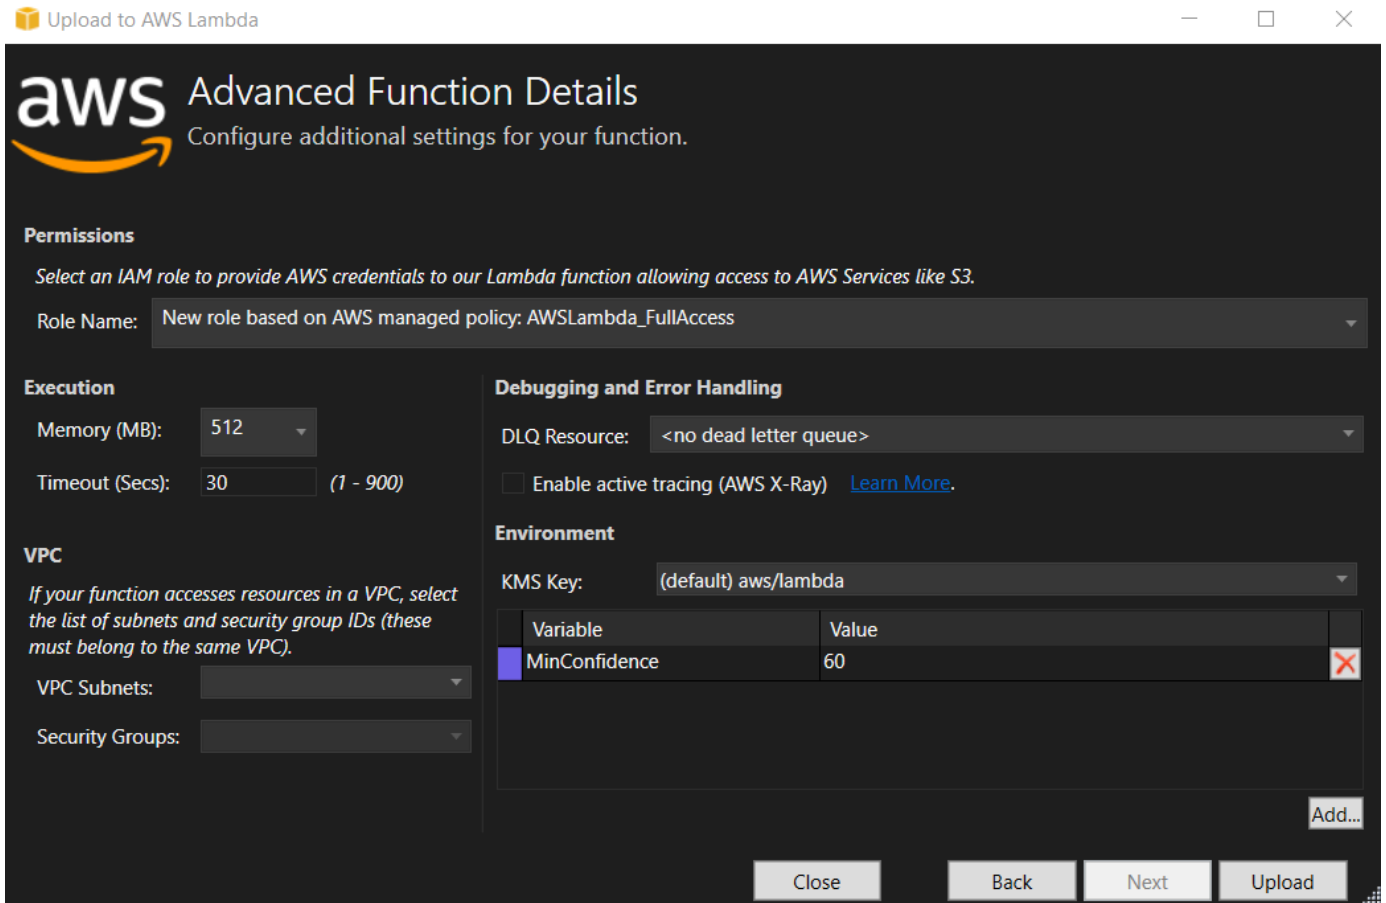 Upload to AWS Lambda
aws
Advanced Function Details
Configure additional settings for your function.
Permissions
Select an IAM role to provide AWS credentials to our Lambda function allowing access to AWS Services like S3.
Role Name: New role based on AWS managed policy: AWSLambda_FullAccess
Execution
Memory (MB): 512
Timeout (Secs): 30 (1 - 900)
VPC
If your function accesses resources in a VPC, select
the list of subnets and security group IDs (these
must belong to the same VPC).
VPC Subnets:
Security Groups:
Debugging and Error Handling
DLQ Resource: <no dead letter queue>
Enable active tracing (AWS X-Ray) Learn More.
Environment
KMS Key: (default) aws/lambda
Variable Value
MinConfidence 60
Add...
Close Back Next Upload